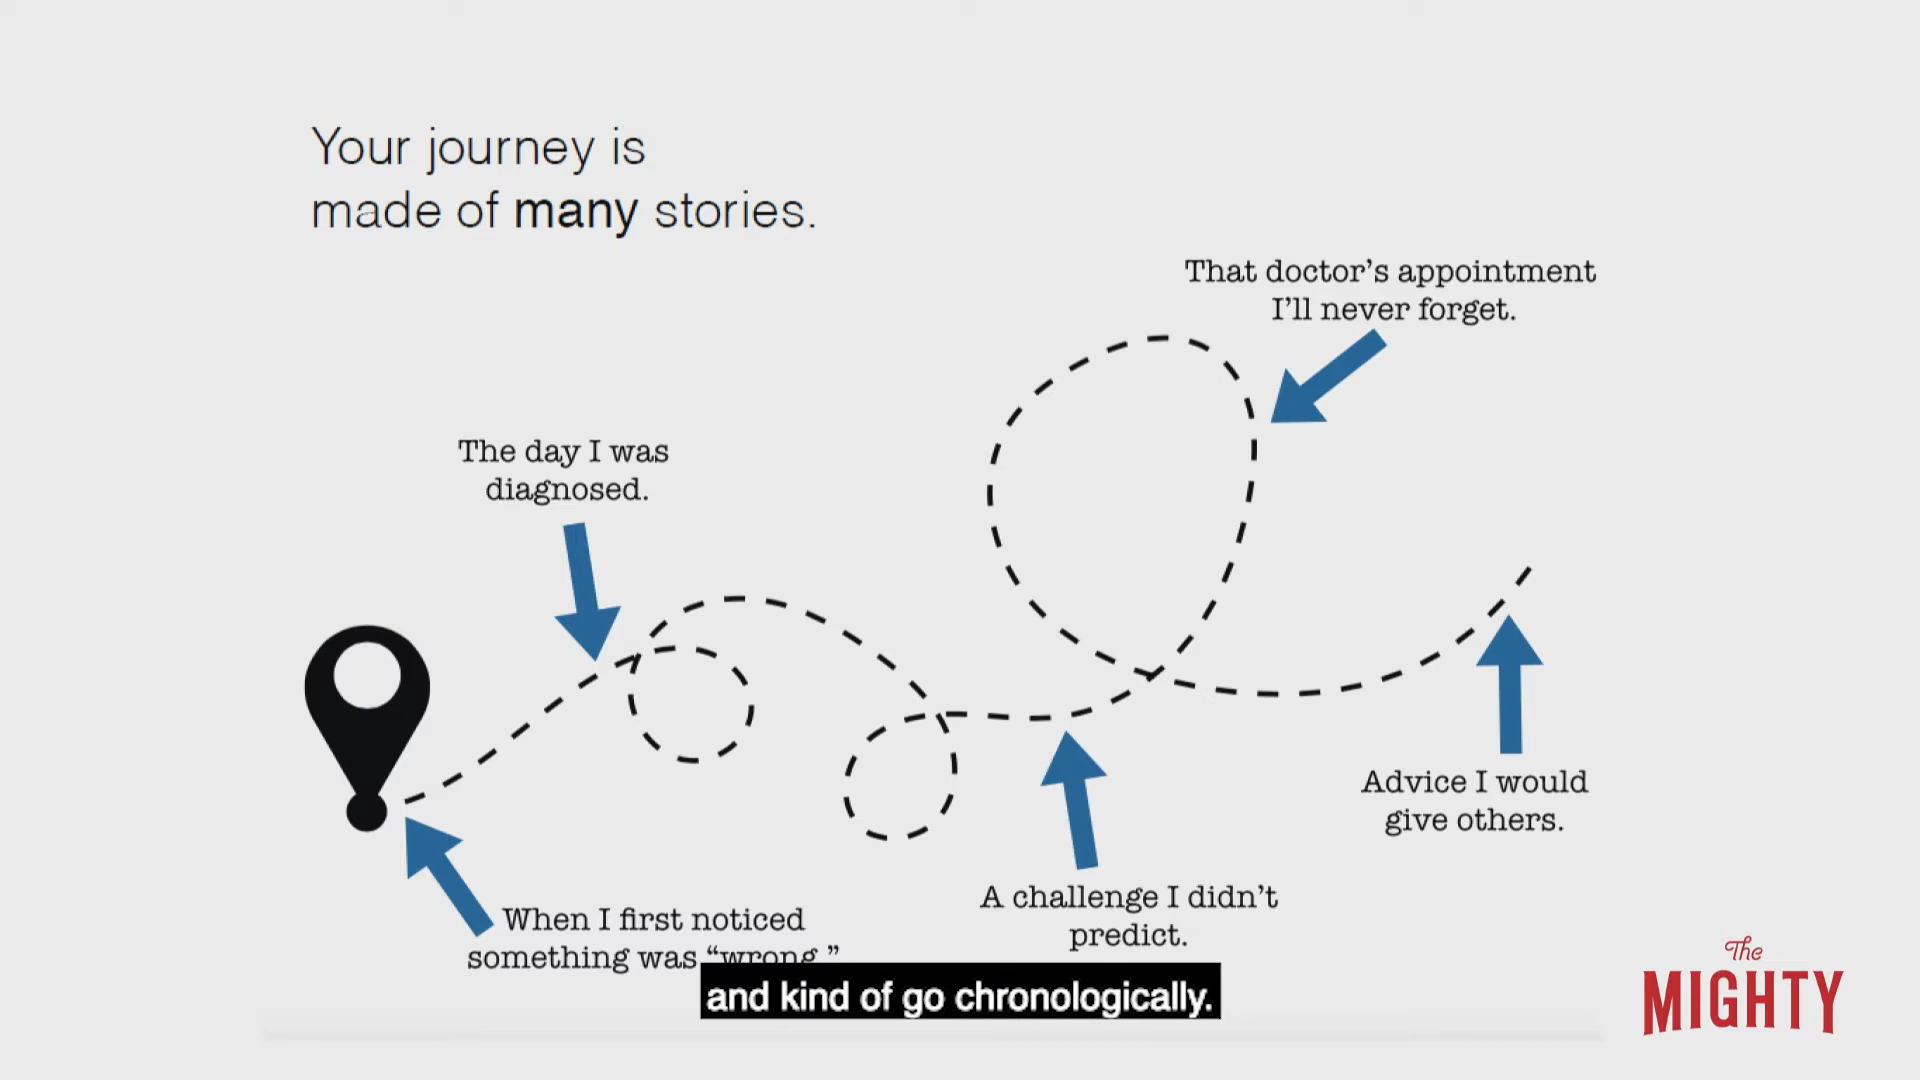 Your journey is
made of many stories.
That doctor's appointment
I'll never forget.
The day I was
diagnosed.
Advice I would
give others.
A challenge I didn't
predict.
When I first noticed
something was “wrong.”
and kind of go chronologically.
The
MIGHTY